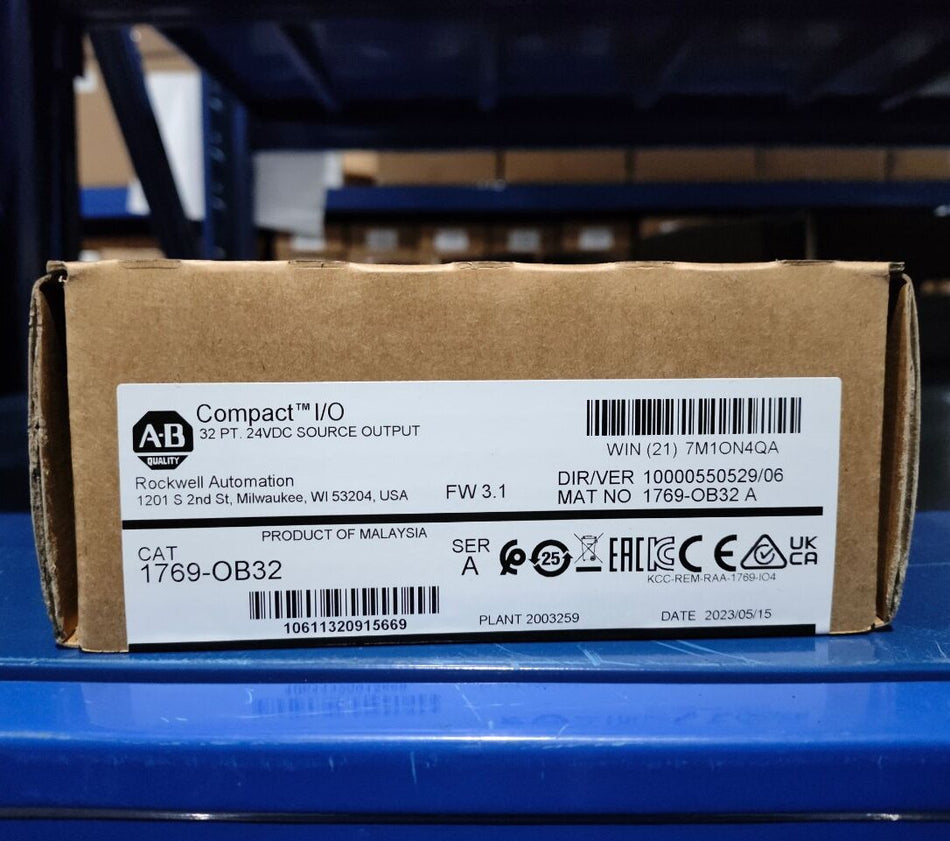 A-B
QUALITY
Compact™ I/O
32 PT. 24VDC SOURCE OUTPUT
Rockwell Automation
1201 S 2nd St, Milwaukee, WI 53204, USA
FW 3.1
WIN (21) 7M1ON4QA
DIR/VER 10000550529/06
MAT NO 1769-OB32 A
PRODUCT OF MALAYSIA
CAT
1769-OB32
10611320915669
SER
A
25
EAC
KC
CE
UK
CA
KCC-REM-RAA-1769-IO4
PLANT 2003259
DATE 2023/05/15